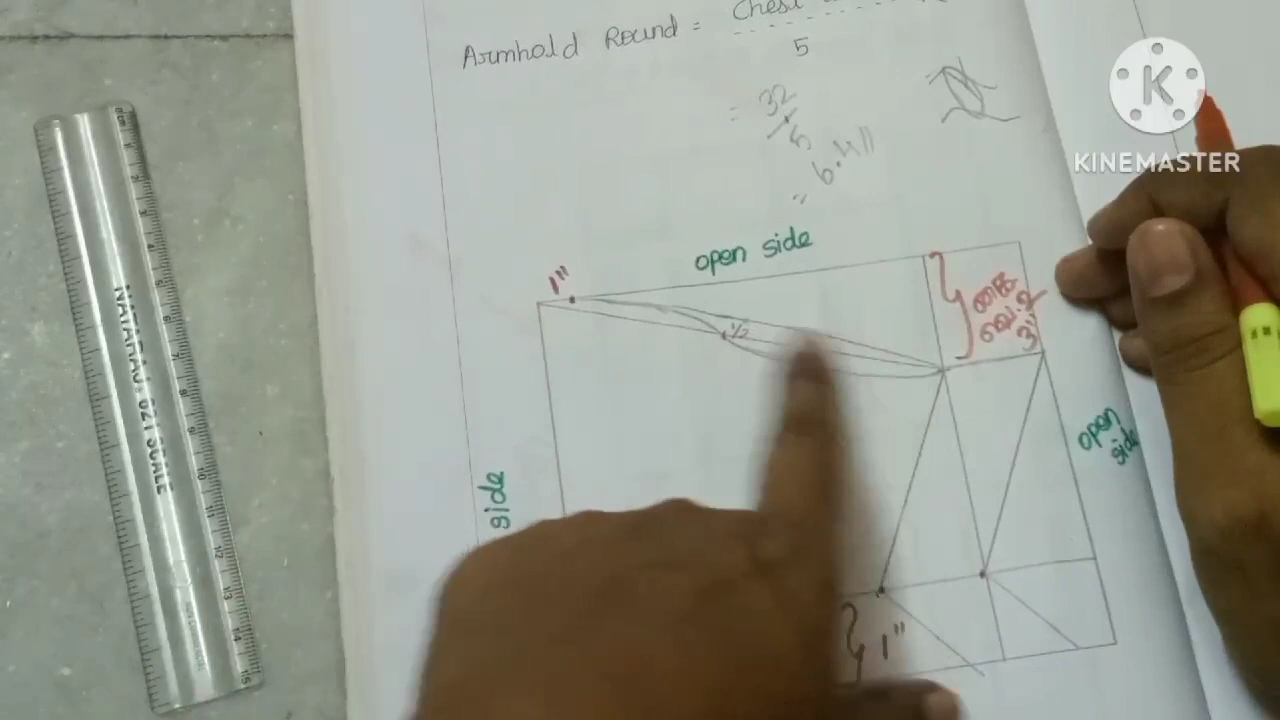 Armhold Round = Chest
5
= 32
5
= 6.4"
K
KINEMASTER
open side
1"
1/2
கை
3"
open
side
side
1"
NATARAJ 621 SCALE